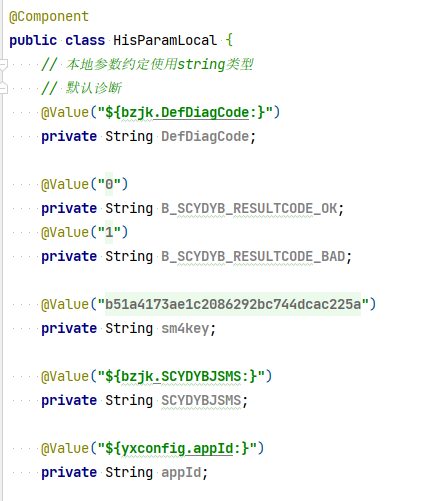 @Component
public class HisParamLocal {
// 本地参数约定使用string类型
// 默认诊断
@Value("${bzjk.DefDiagCode:}")
private String DefDiagCode;
@Value("0")
private String B_SCYDYB_RESULTCODE_OK;
@Value("1")
private String B_SCYDYB_RESULTCODE_BAD;
@Value("b51a4173ae1c2086292bc744dcac225a")
private String sm4key;
@Value("${bzjk.SCYDYBJSMS:}")
private String SCYDYBJSMS;
@Value("${yxconfig.appId:}")
private String appId;